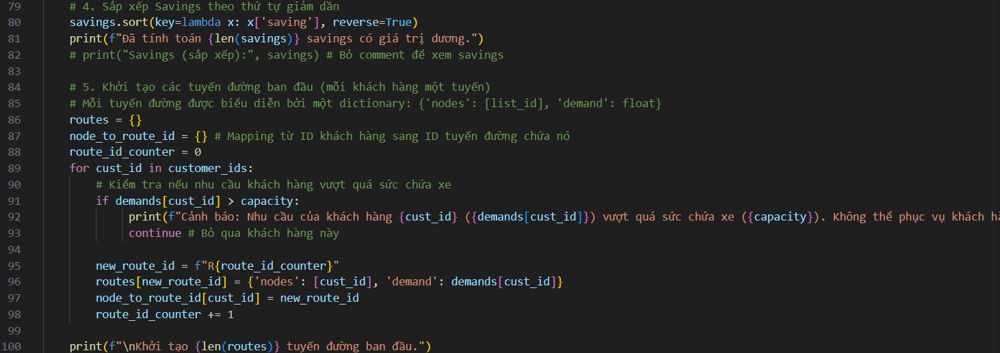 79 # 4. Sắp xếp Savings theo thứ tự giảm dần
80 savings.sort(key=lambda x: x['saving'], reverse=True)
81 print(f"Đã tính toán {len(savings)} savings có giá trị dương.")
82 # print("Savings (sắp xếp):", savings) # Bỏ comment để xem savings
83
84 # 5. Khởi tạo các tuyến đường ban đầu (mỗi khách hàng một tuyến)
85 # Mỗi tuyến đường được biểu diễn bởi một dictionary: {'nodes': [list_id], 'demand': float}
86 routes = {}
87 node_to_route_id = {} # Mapping từ ID khách hàng sang ID tuyến đường chứa nó
88 route_id_counter = 0
89 for cust_id in customer_ids:
90 # Kiểm tra nếu nhu cầu khách hàng vượt quá sức chứa xe
91 if demands[cust_id] > capacity:
92 print(f"Cảnh báo: Nhu cầu của khách hàng {cust_id} ({demands[cust_id]}) vượt quá sức chứa xe ({capacity}). Không thể phục vụ khách
93 continue # Bỏ qua khách hàng này
94
95 new_route_id = f"R{route_id_counter}"
96 routes[new_route_id] = {'nodes': [cust_id], 'demand': demands[cust_id]}
97 node_to_route_id[cust_id] = new_route_id
98 route_id_counter += 1
99
100 print(f"\nKhởi tạo {len(routes)} tuyến đường ban đầu.")